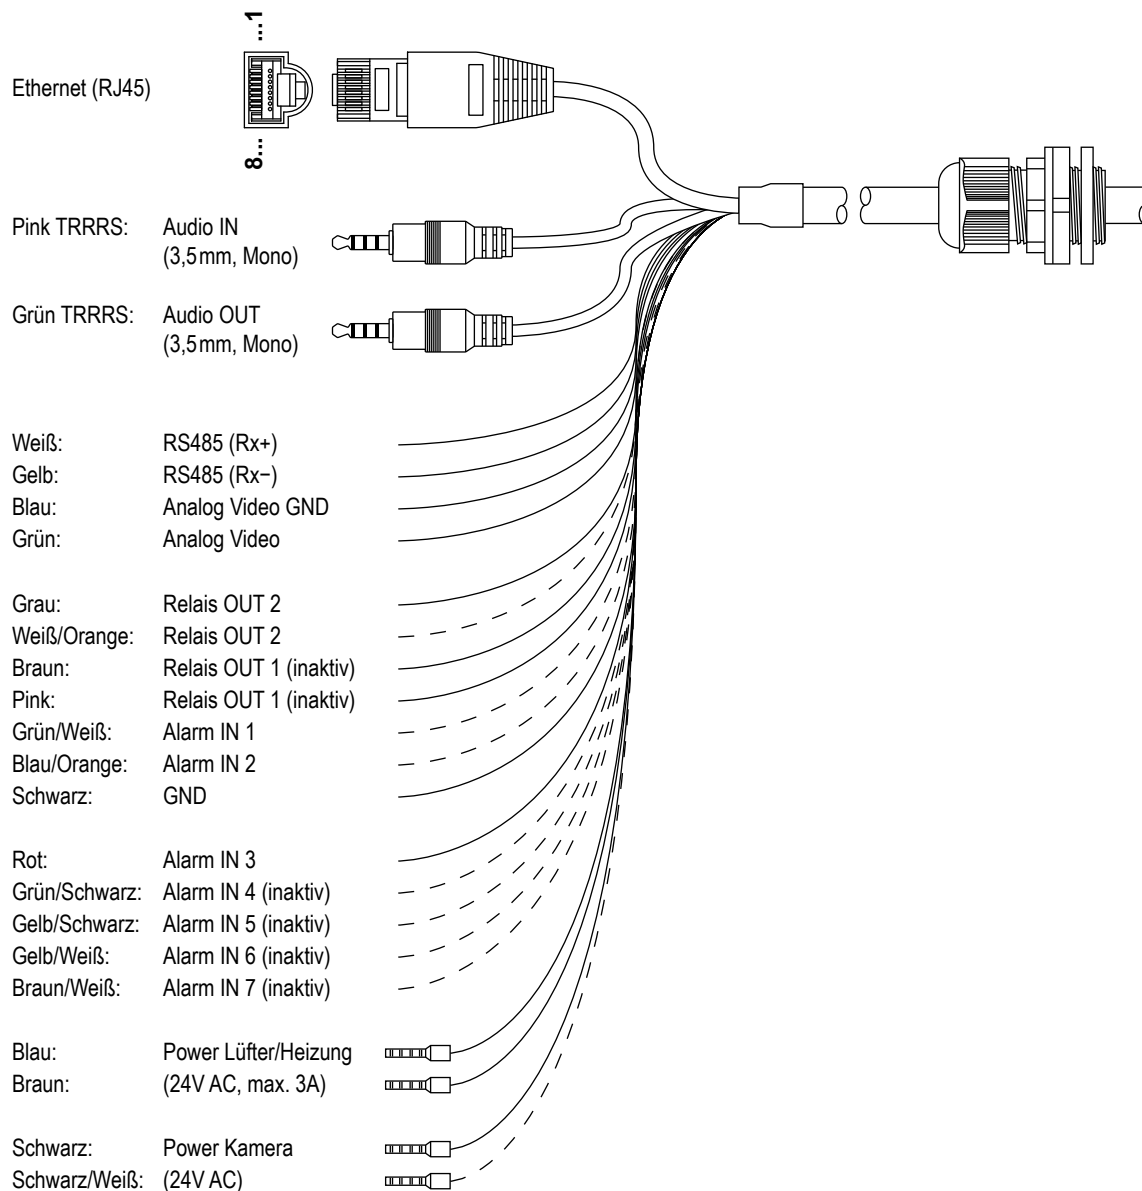 ...1
Ethernet (RJ45)
8...
Pink TRRRS: Audio IN
(3,5mm, Mono)
Grün TRRRS: Audio OUT
(3,5mm, Mono)
Weiß: RS485 (Rx+)
Gelb: RS485 (Rx−)
Blau: Analog Video GND
Grün: Analog Video
Grau: Relais OUT 2
Weiß/Orange: Relais OUT 2
Braun: Relais OUT 1 (inaktiv)
Pink: Relais OUT 1 (inaktiv)
Grün/Weiß: Alarm IN 1
Blau/Orange: Alarm IN 2
Schwarz: GND
Rot: Alarm IN 3
Grün/Schwarz: Alarm IN 4 (inaktiv)
Gelb/Schwarz: Alarm IN 5 (inaktiv)
Gelb/Weiß: Alarm IN 6 (inaktiv)
Braun/Weiß: Alarm IN 7 (inaktiv)
Blau: Power Lüfter/Heizung
Braun: (24V AC, max. 3A)
Schwarz: Power Kamera
Schwarz/Weiß: (24V AC)